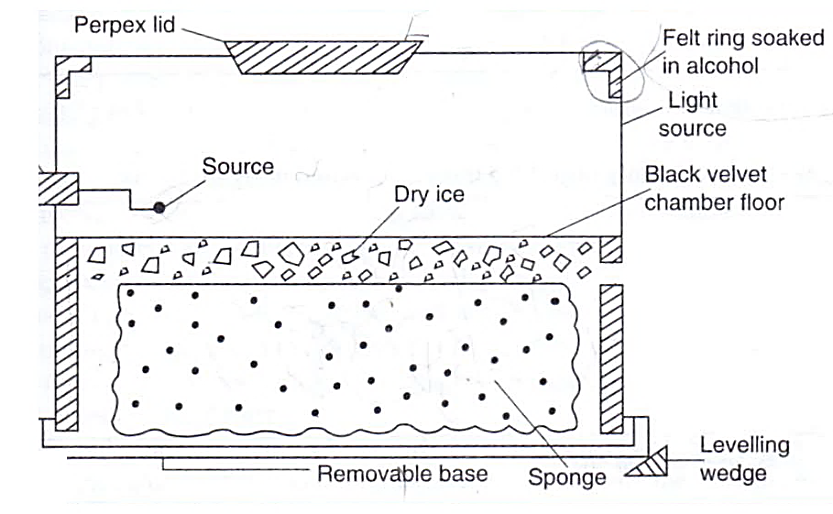 Perpex lid
Felt ring soaked
in alcohol
Light
source
Source
Dry ice
Black velvet
chamber floor
Levelling
wedge
Removable base
Sponge